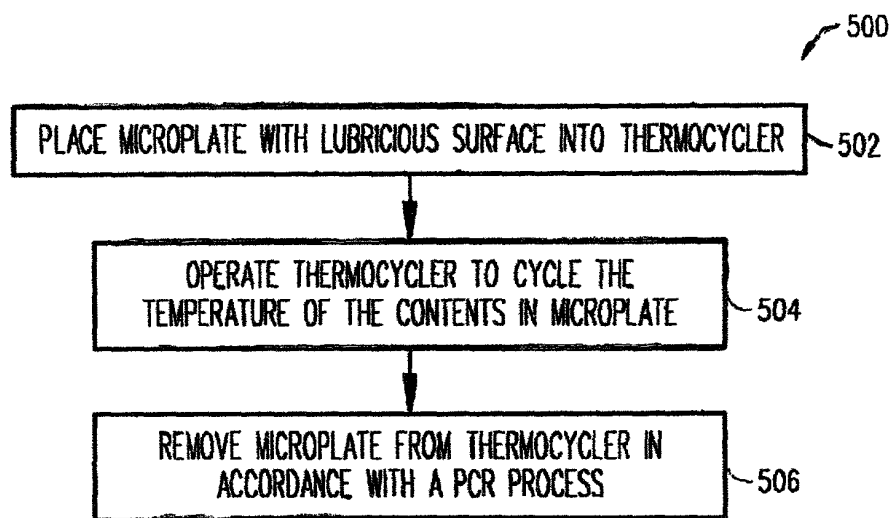 500
PLACE MICROPLATE WITH LUBRICIOUS SURFACE INTO THERMOCYCLER
502
OPERATE THERMOCYCLER TO CYCLE THE
TEMPERATURE OF THE CONTENTS IN MICROPLATE
504
REMOVE MICROPLATE FROM THERMOCYCLER IN
ACCORDANCE WITH A PCR PROCESS
506